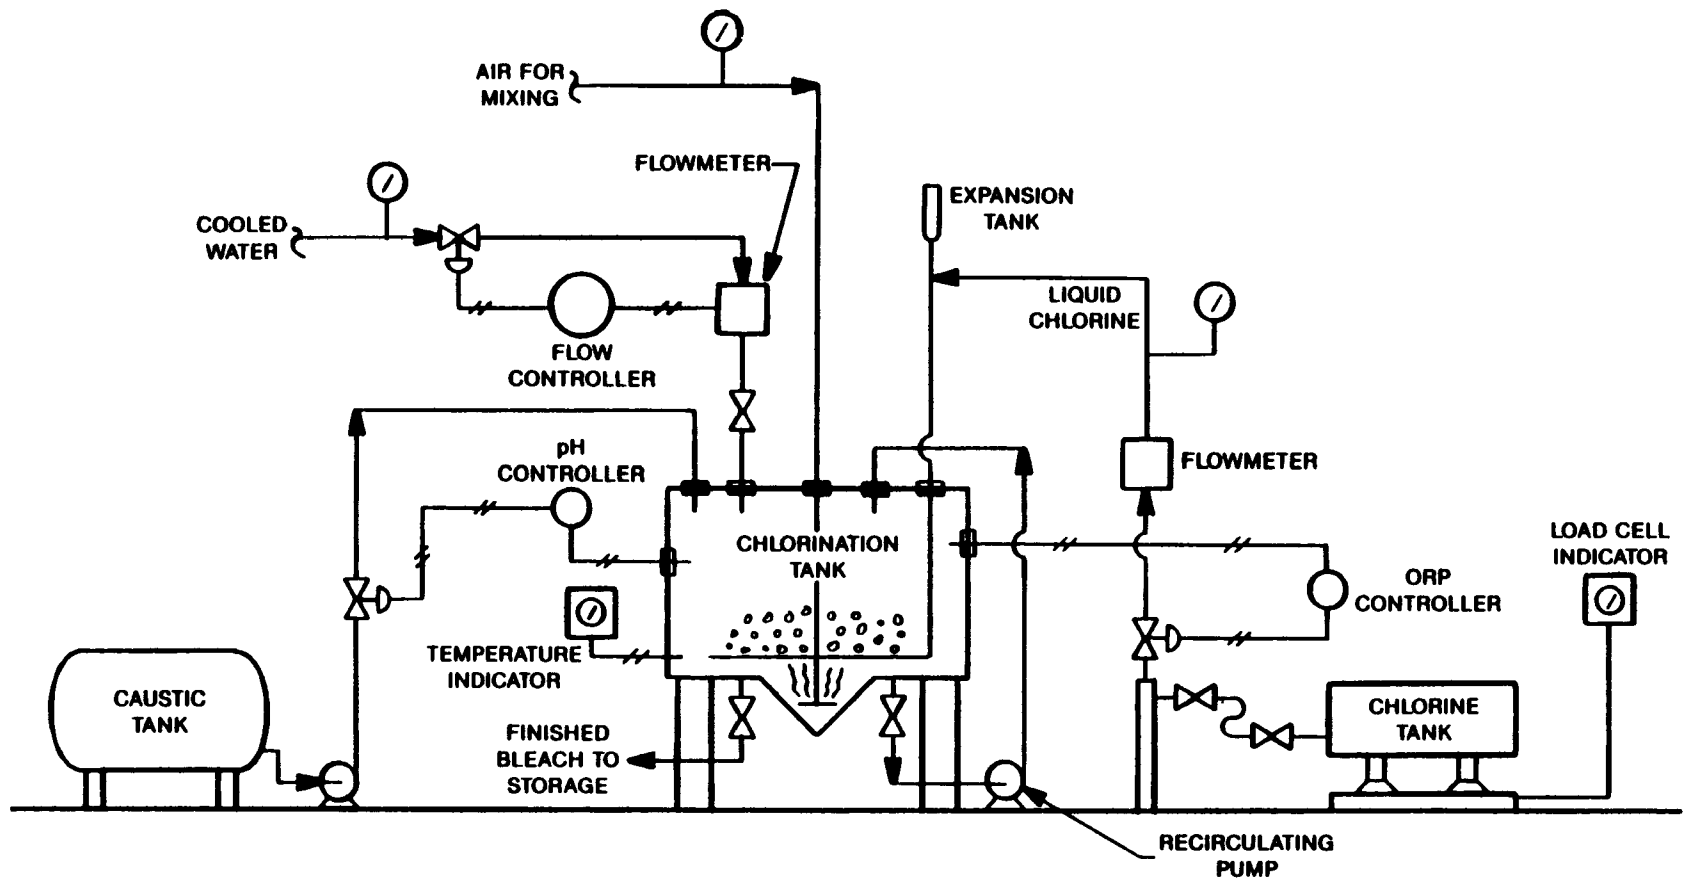 AIR FOR
MIXING
FLOWMETER
EXPANSION
TANK
COOLED
WATER
LIQUID
CHLORINE
FLOW
CONTROLLER
pH
CONTROLLER
FLOWMETER
CHLORINATION
TANK
LOAD CELL
INDICATOR
ORP
CONTROLLER
TEMPERATURE
INDICATOR
CAUSTIC
TANK
CHLORINE
TANK
FINISHED
BLEACH TO
STORAGE
RECIRCULATING
PUMP